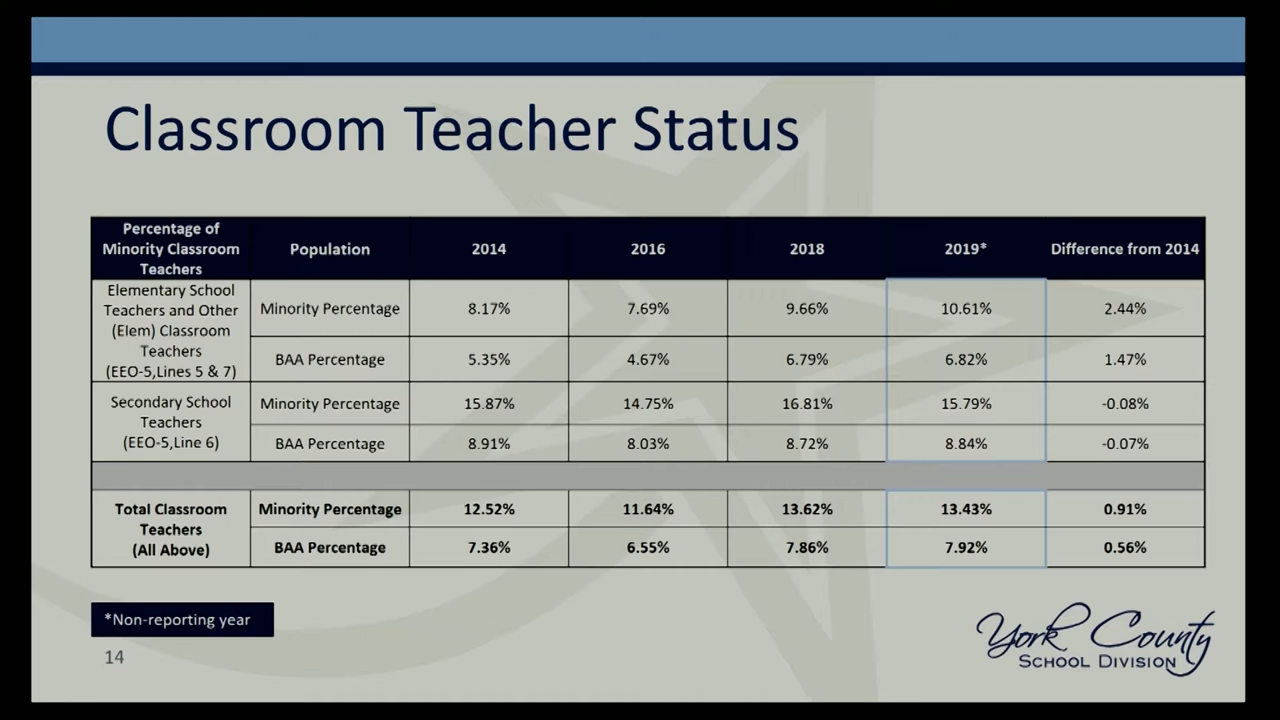 Classroom Teacher Status
Percentage of
Minority Classroom
Teachers
Population
2014
2016
2018
2019*
Difference from 2014
Elementary School
Teachers and Other
(Elem) Classroom
Teachers
(EEO-5,Lines 5 & 7)
Minority Percentage
8.17%
7.69%
9.66%
10.61%
2.44%
BAA Percentage
5.35%
4.67%
6.79%
6.82%
1.47%
Secondary School
Teachers
(EEO-5,Line 6)
Minority Percentage
15.87%
14.75%
16.81%
15.79%
-0.08%
BAA Percentage
8.91%
8.03%
8.72%
8.84%
-0.07%
Total Classroom
Teachers
(All Above)
Minority Percentage
12.52%
11.64%
13.62%
13.43%
0.91%
BAA Percentage
7.36%
6.55%
7.86%
7.92%
0.56%
*Non-reporting year
14
York County
SCHOOL DIVISION